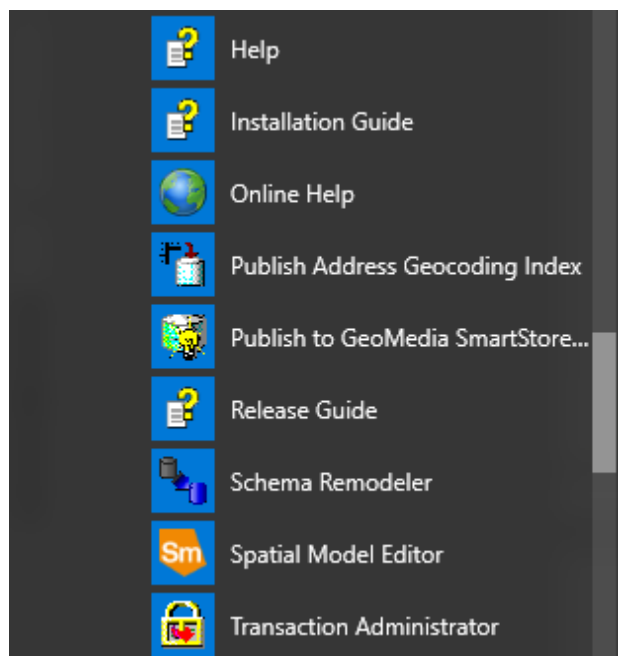 Help
Installation Guide
Online Help
Publish Address Geocoding Index
Publish to GeoMedia SmartStore...
Release Guide
Schema Remodeler
Sm Spatial Model Editor
Transaction Administrator